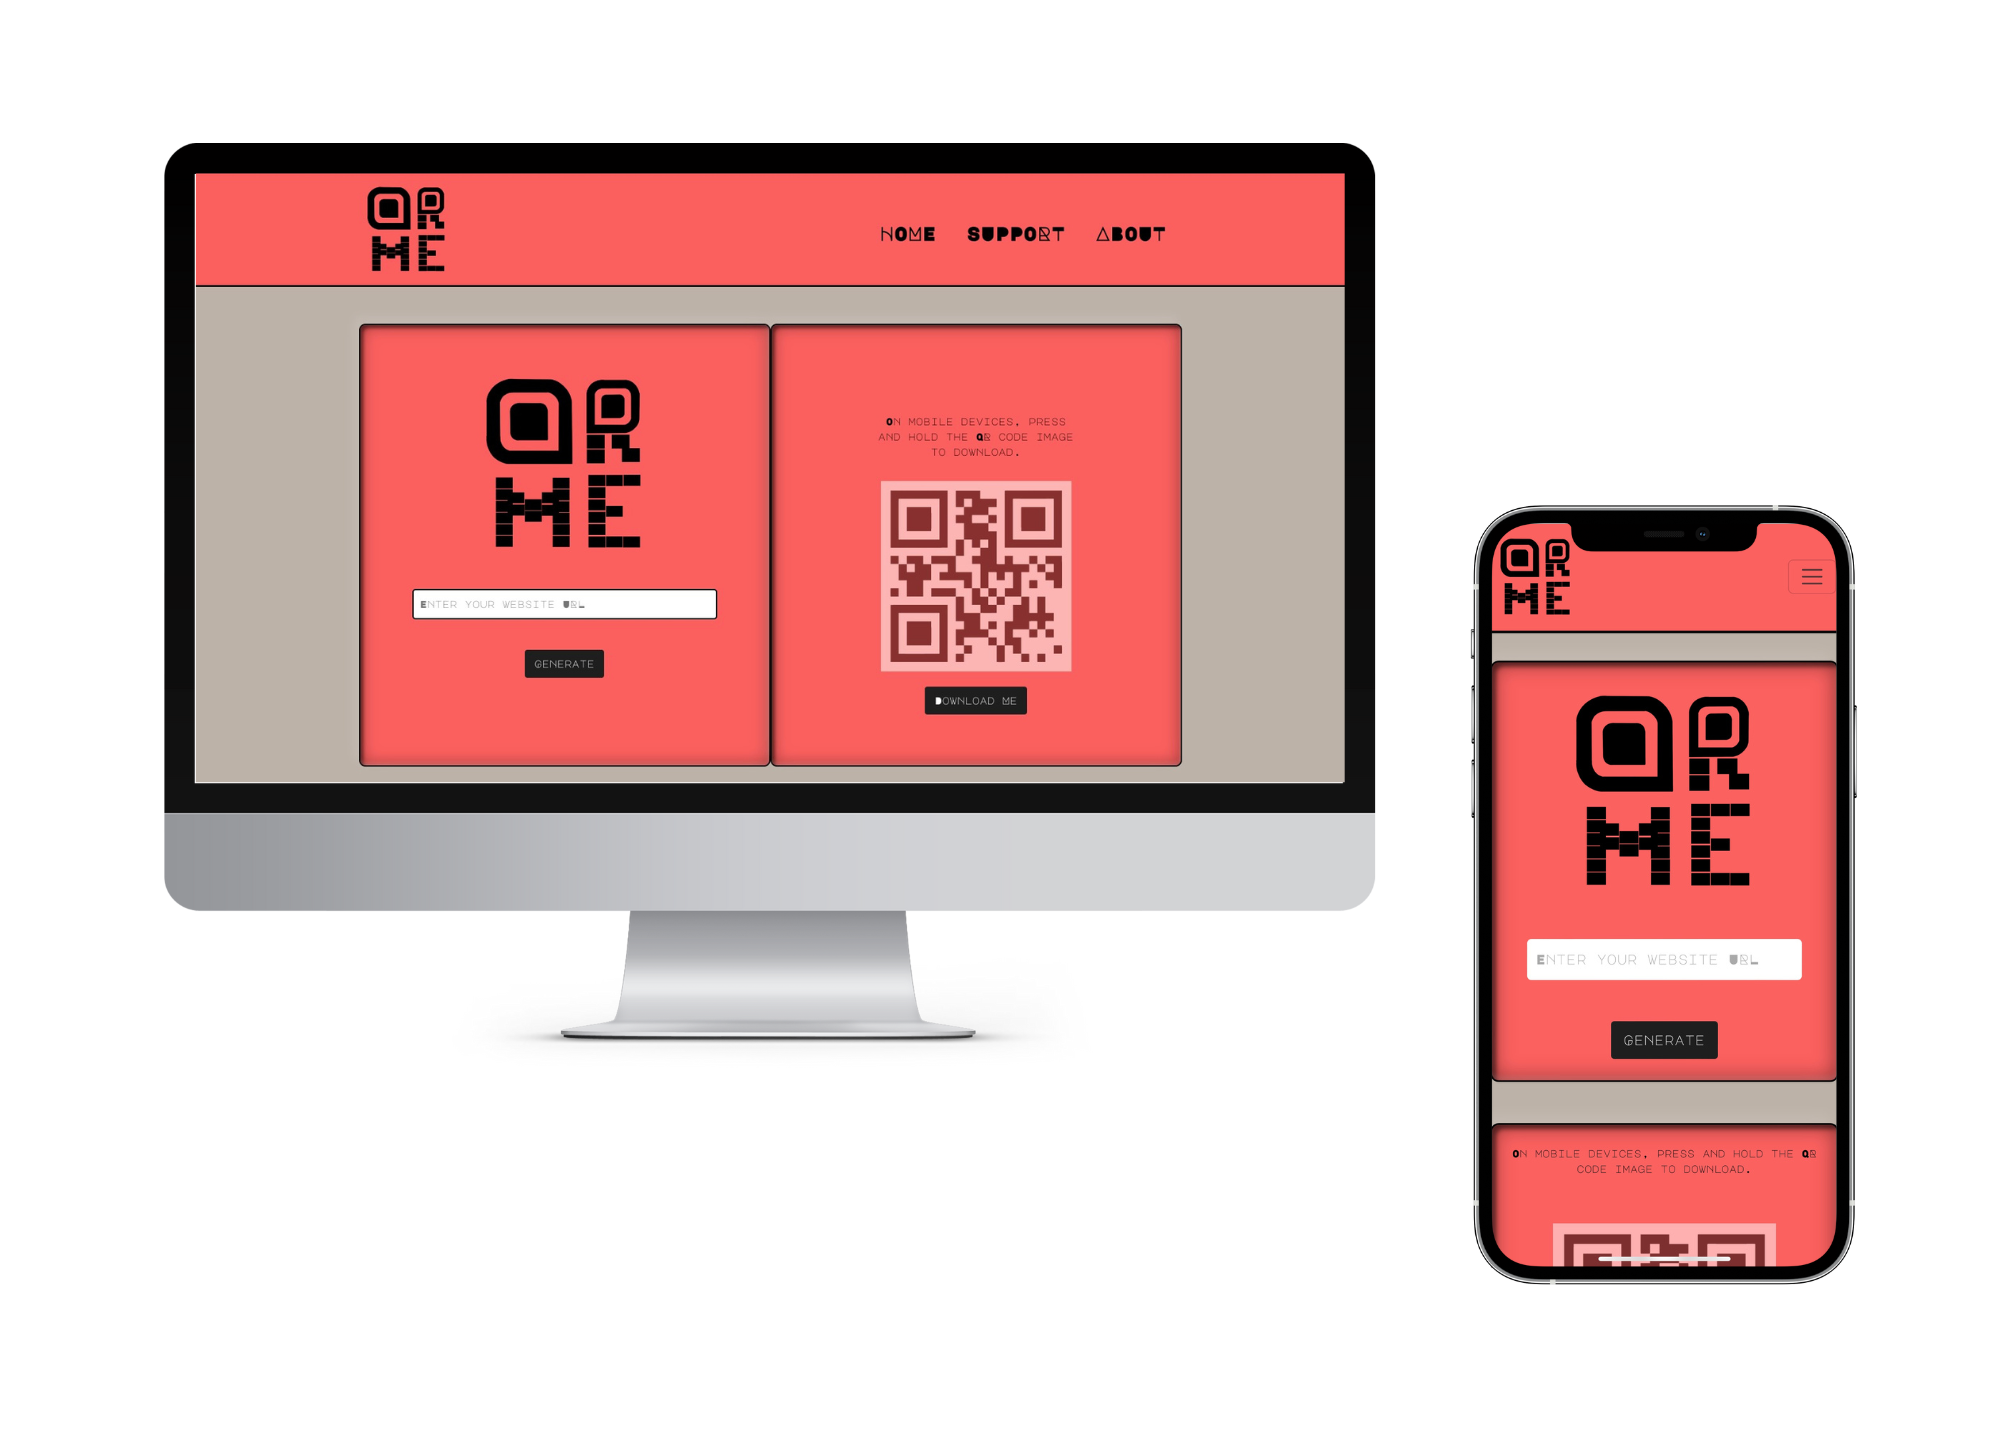 QR
ME
HOME SUPPORT ABOUT
QR
ME
ENTER YOUR WEBSITE URL
GENERATE
ON MOBILE DEVICES, PRESS
AND HOLD THE QR CODE IMAGE
TO DOWNLOAD.
DOWNLOAD ME
QR
ME
QR
ME
ENTER YOUR WEBSITE URL
GENERATE
ON MOBILE DEVICES, PRESS AND HOLD THE QR
CODE IMAGE TO DOWNLOAD.